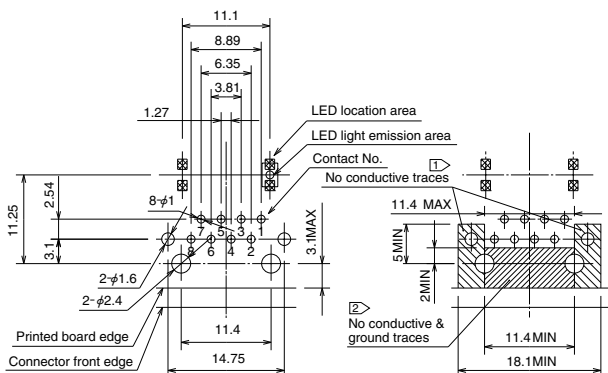 11.1
8.89
6.35
3.81
1.27
LED location area
LED light emission area
Contact No.
1
No conductive traces
8-φ1
11.4 MAX
11.25
2.54
3.1
7 5 3 1
8 6 4 2
3.1MAX
5MIN
2MIN
2-φ1.6
2-φ2.4
2
No conductive &
ground traces
Printed board edge
Connector front edge
11.4
14.75
11.4MIN
18.1MIN